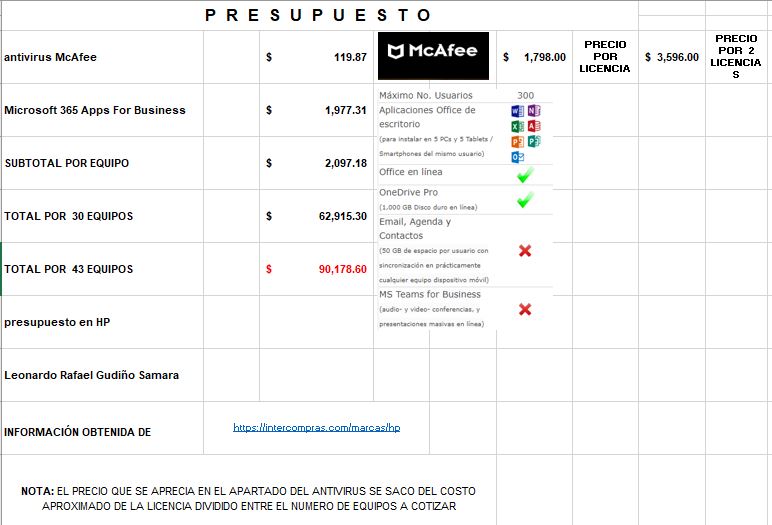 PRESUPUESTO
antivirus McAfee $ 119.87 McAfee $ 1,798.00 PRECIO POR LICENCIA $ 3,596.00 PRECIO POR 2 LICENCIAS
Máximo No. Usuarios 300
Microsoft 365 Apps For Business $ 1,977.31
Aplicaciones Office de
escritorio
(para instalar en 5 PCs y 5 Tablets /
Smartphones del mismo usuario)
SUBTOTAL POR EQUIPO $ 2,097.18
Office en línea
OneDrive Pro
(1,000 GB Disco duro en línea)
TOTAL POR 30 EQUIPOS $ 62,915.30
Email, Agenda y
Contactos
(50 GB de espacio por usuario con
sincronización en prácticamente
cualquier equipo dispositivo móvil)
TOTAL POR 43 EQUIPOS $ 90,178.60
MS Teams for Business
(audio- y video- conferencias, y
presentaciones masivas en línea)
presupuesto en HP
Leonardo Rafael Gudiño Samara
INFORMACIÓN OBTENIDA DE https://intercompras.com/marcas/hp
NOTA: EL PRECIO QUE SE APRECIA EN EL APARTADO DEL ANTIVIRUS SE SACO DEL COSTO
APROXIMADO DE LA LICENCIA DIVIDIDO ENTRE EL NUMERO DE EQUIPOS A COTIZAR